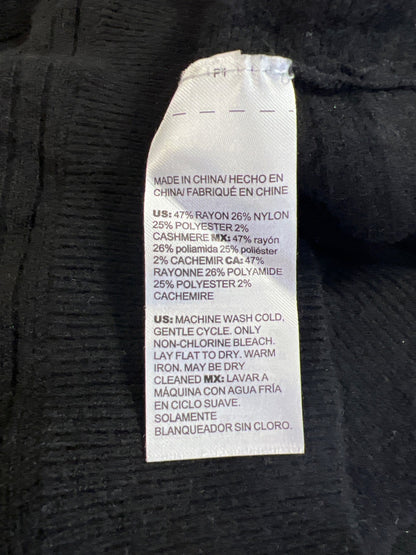 P1
MADE IN CHINA/ HECHO EN
CHINA/ FABRIQUÉ EN CHINE
US: 47% RAYON 26% NYLON
25% POLYESTER 2%
CASHMERE MX: 47% rayón
26% poliamida 25% poliéster
2% CACHEMIR CA: 47%
RAYONNE 26% POLYAMIDE
25% POLYESTER 2%
CACHEMIRE
US: MACHINE WASH COLD,
GENTLE CYCLE. ONLY
NON-CHLORINE BLEACH.
LAY FLAT TO DRY. WARM
IRON. MAY BE DRY
CLEANED MX: LAVAR A
MÁQUINA CON AGUA FRÍA
EN CICLO SUAVE.
SOLAMENTE
BLANQUEADOR SIN CLORO.